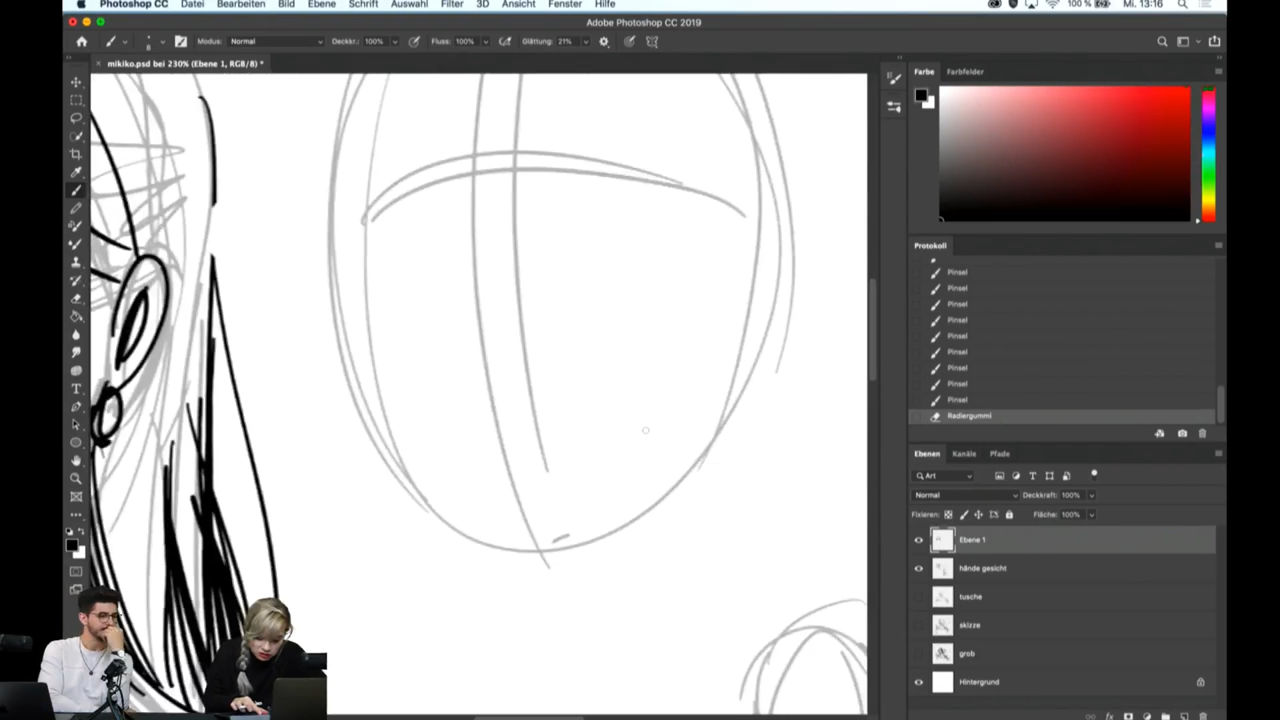 Photoshop CC Datei Bearbeiten Bild Ebene Schrift Auswahl Filter 3D Ansicht Fenster Hilfe 100 % Mi. 13:16
Adobe Photoshop CC 2019
Modus: Normal Deckkr.: 100% Fluss: 100% Glättung: 21%
mikiko.psd bei 230% (Ebene 1, RGB/8) *
Farbe Farbfelder
Protokoll
Pinsel
Pinsel
Pinsel
Pinsel
Pinsel
Pinsel
Pinsel
Pinsel
Pinsel
Radiergummi
Ebenen Kanäle Pfade
Art
Normal Deckkraft: 100%
Fixieren: Fläche: 100%
Ebene 1
hände gesicht
tusche
skizze
grob
Hintergrund
fx